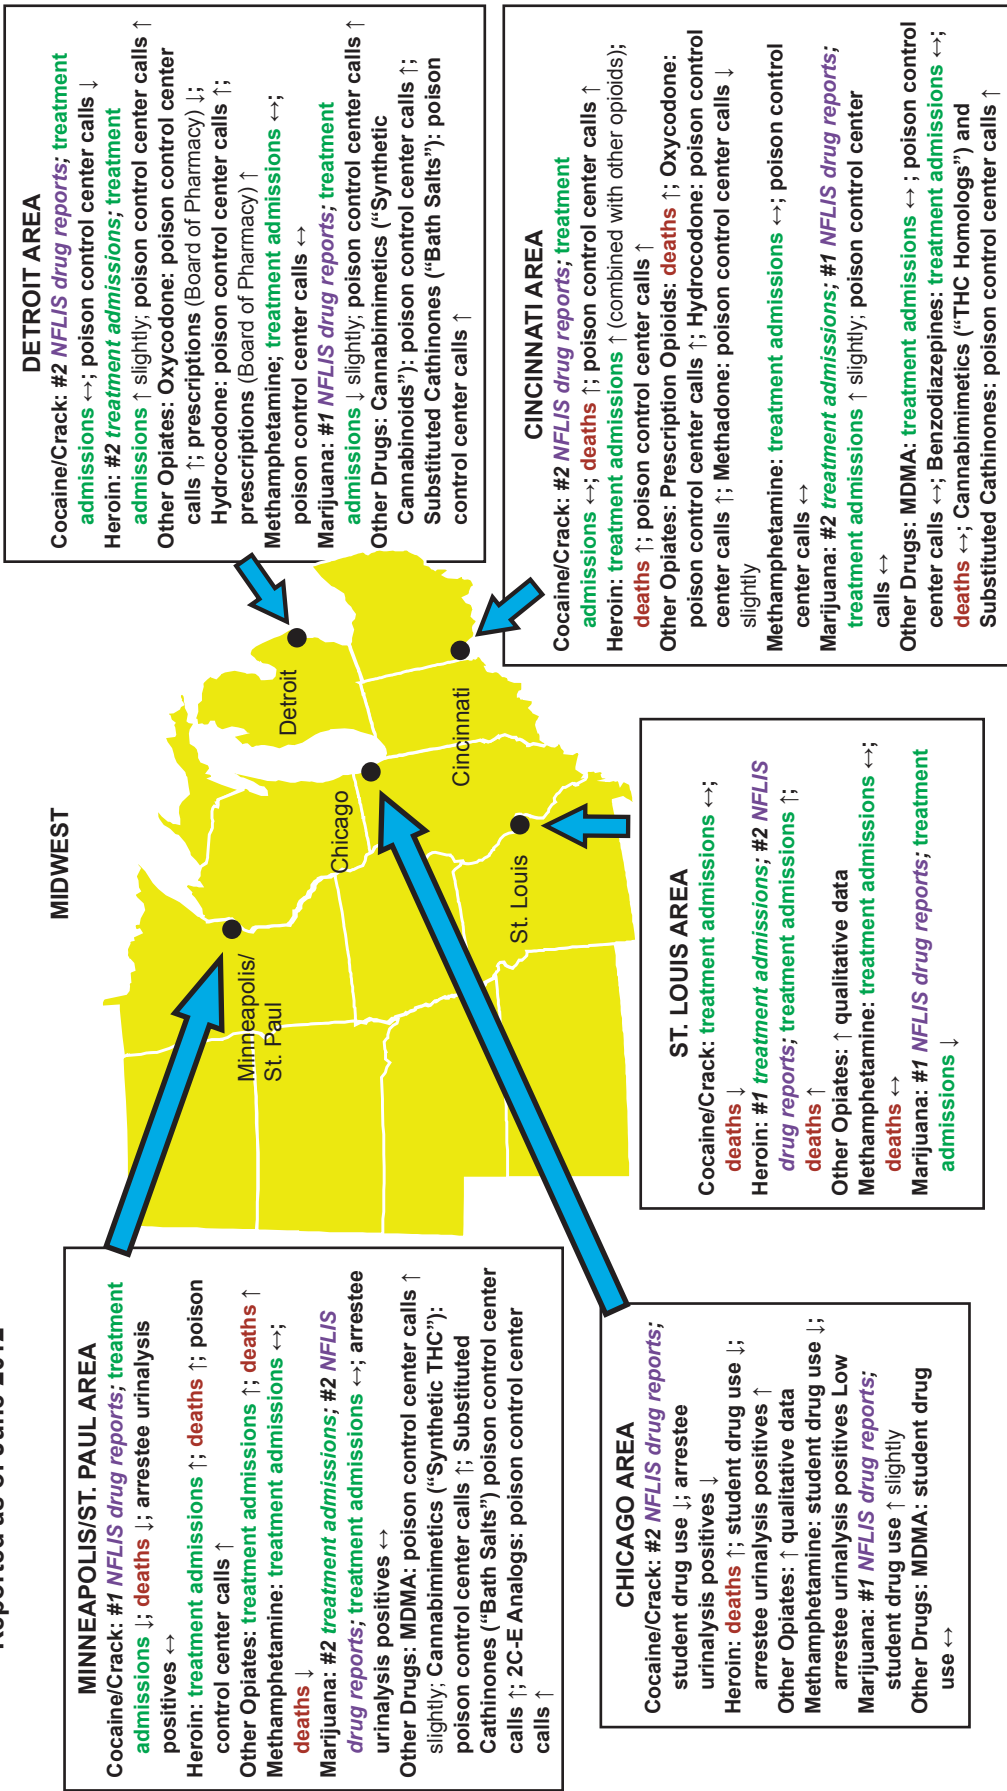 Reported as of June 2012
MIDWEST
MINNEAPOLIS/ST. PAUL AREA
Cocaine/Crack: #1 NFLIS drug reports; treatment
admissions ↓; deaths ↓; arrestee urinalysis
positives ↔
Heroin: treatment admissions ↑; deaths ↑; poison
control center calls ↑
Other Opiates: treatment admissions ↑; deaths ↑
Methamphetamine: treatment admissions ↔;
deaths ↓
Marijuana: #2 treatment admissions; #2 NFLIS
drug reports; treatment admissions ↔; arrestee
urinalysis positives ↔
Other Drugs: MDMA: poison control center calls ↑
slightly; Cannabimimetics (“Synthetic THC”):
poison control center calls ↑; Substituted
Cathinones (“Bath Salts”) poison control center
calls ↑; 2C-E Analogs: poison control center
calls ↑
DETROIT AREA
Cocaine/Crack: #2 NFLIS drug reports; treatment
admissions ↔; poison control center calls ↓
Heroin: #2 treatment admissions; treatment
admissions ↑ slightly; poison control center calls ↑
Other Opiates: Oxycodone: poison control center
calls ↑; prescriptions (Board of Pharmacy) ↓;
Hydrocodone: poison control center calls ↑;
prescriptions (Board of Pharmacy) ↑
Methamphetamine; treatment admissions ↔;
poison control center calls ↔
Marijuana: #1 NFLIS drug reports; treatment
admissions ↓ slightly; poison control center calls ↑
Other Drugs: Cannabimimetics (“Synthetic
Cannabinoids”); poison control center calls ↑;
Substituted Cathinones (“Bath Salts”): poison
control center calls ↑
Minneapolis/
St. Paul
Detroit
Chicago
Cincinnati
St. Louis
CHICAGO AREA
Cocaine/Crack: #2 NFLIS drug reports;
student drug use ↓; arrestee
urinalysis positives ↓
Heroin: deaths ↑; student drug use ↓;
arrestee urinalysis positives ↑
Other Opiates: ↑ qualitative data
Methamphetamine: student drug use ↓;
arrestee urinalysis positives Low
Marijuana: #1 NFLIS drug reports;
student drug use ↑ slightly
Other Drugs: MDMA: student drug
use ↔
ST. LOUIS AREA
Cocaine/Crack: treatment admissions ↔;
deaths ↓
Heroin: #1 treatment admissions; #2 NFLIS
drug reports; treatment admissions ↑;
deaths ↑
Other Opiates: ↑ qualitative data
Methamphetamine: treatment admissions ↔;
deaths ↔
Marijuana: #1 NFLIS drug reports; treatment
admissions ↓
CINCINNATI AREA
Cocaine/Crack: #2 NFLIS drug reports; treatment
admissions ↔; deaths ↑; poison control center calls ↑
Heroin: treatment admissions ↑ (combined with other opioids);
deaths ↑; poison control center calls ↑
Other Opiates: Prescription Opioids: deaths ↑; Oxycodone:
poison control center calls ↑; Hydrocodone: poison control
center calls ↑; Methadone: poison control center calls ↓
slightly
Methamphetamine: treatment admissions ↔; poison control
center calls ↔
Marijuana: #2 treatment admissions; #1 NFLIS drug reports;
treatment admissions ↑ slightly; poison control center
calls ↔
Other Drugs: MDMA: treatment admissions ↔; poison control
center calls ↔; Benzodiazepines: treatment admissions ↔;
deaths ↔; Cannabimimetics (“THC Homologs”) and
Substituted Cathinones: poison control center calls ↑